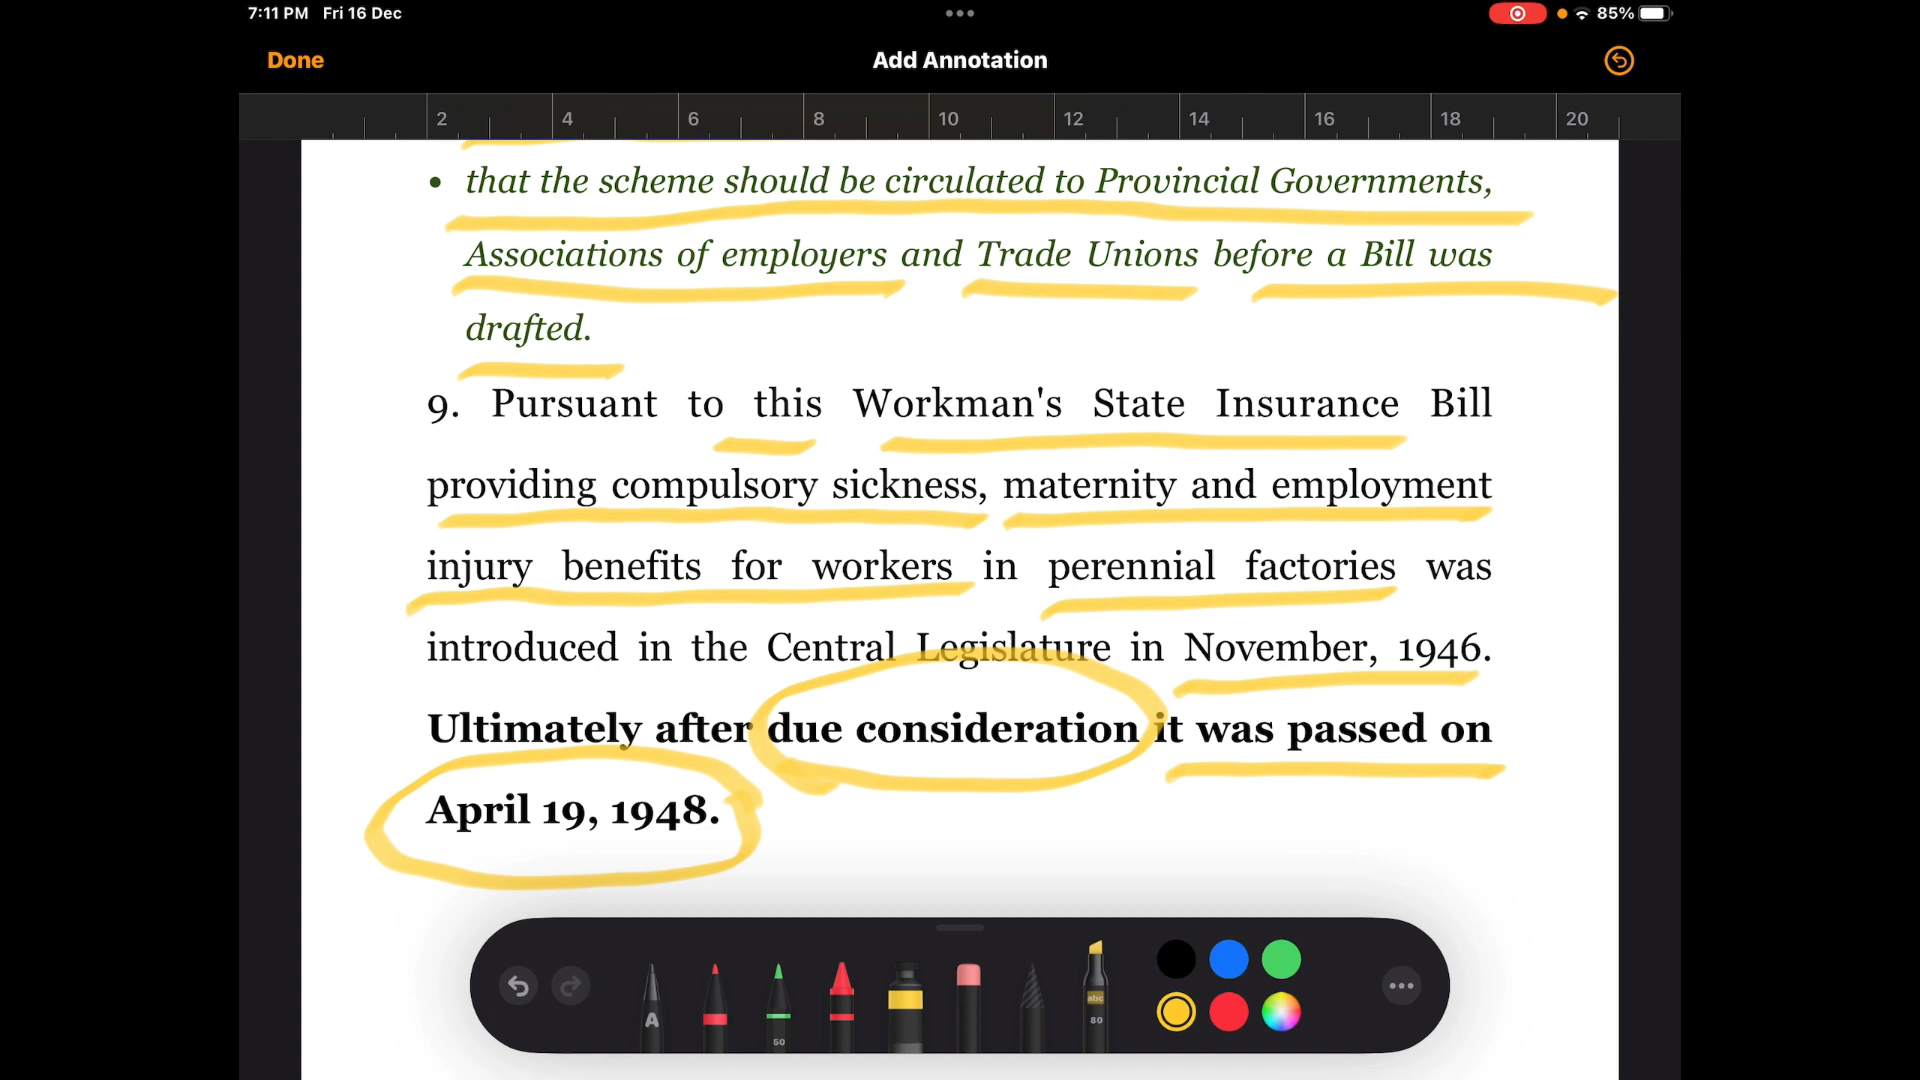 7:11 PM Fri 16 Dec
85%
Done
Add Annotation
2 4 6 8 10 12 14 16 18 20
• that the scheme should be circulated to Provincial Governments,
Associations of employers and Trade Unions before a Bill was
drafted.
9. Pursuant to this Workman's State Insurance Bill
providing compulsory sickness, maternity and employment
injury benefits for workers in perennial factories was
introduced in the Central Legislature in November, 1946.
Ultimately after due consideration it was passed on
April 19, 1948.
A
50
abc
80